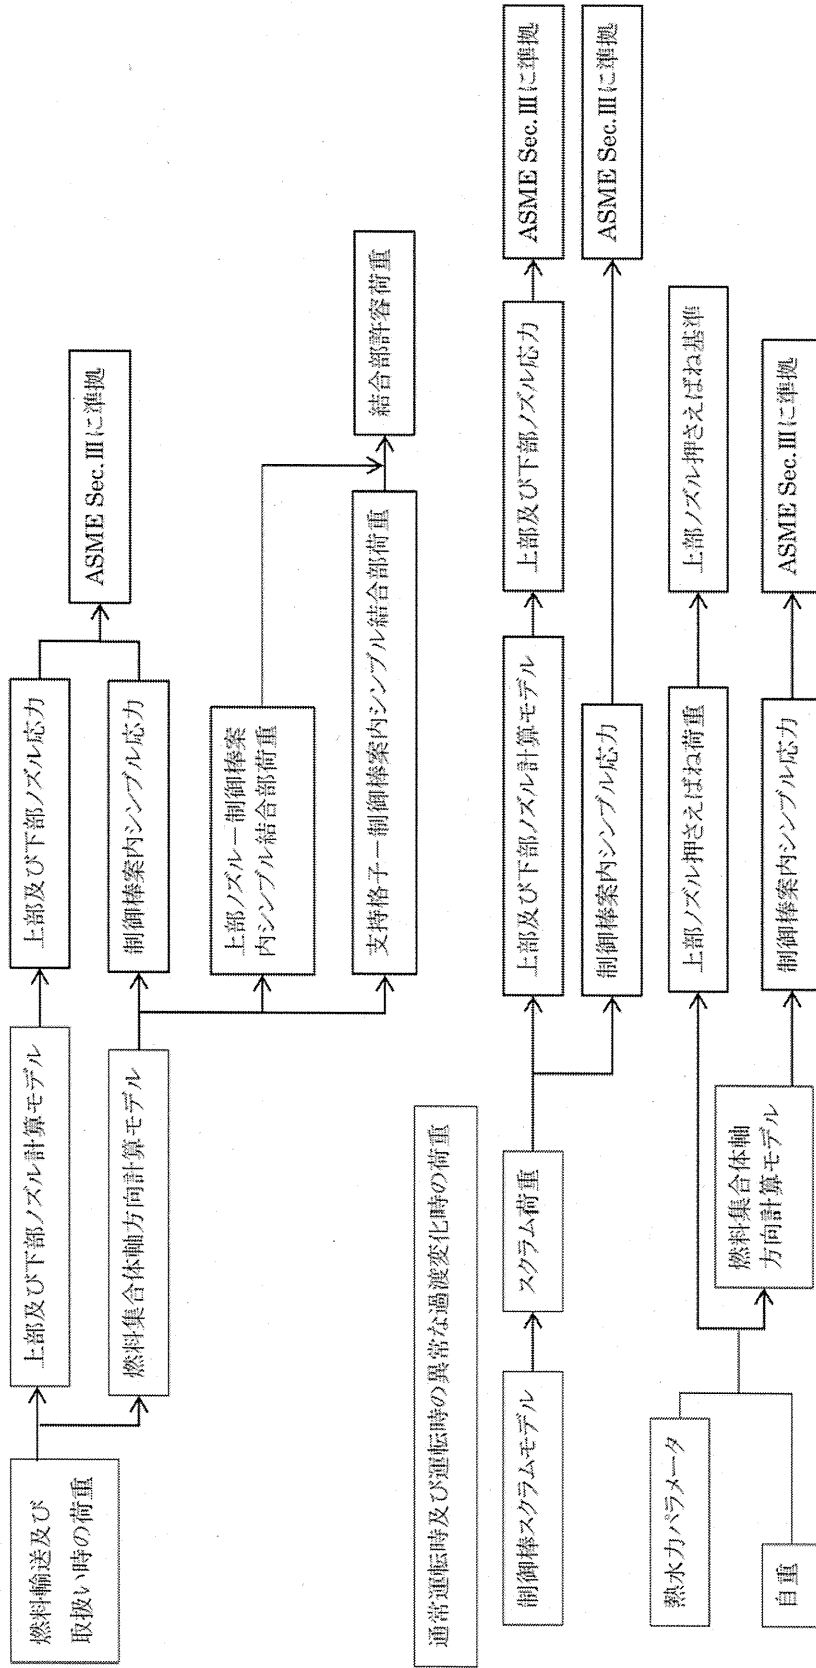 燃料輸送及び
取扱い時の荷重
上部及び下部ノズル計算モデル
上部及び下部ノズル応力
ASME Sec.Ⅲに準拠
燃料集合体軸方向計算モデル
制御棒案内シンブル応力
上部ノズルー制御棒案
内シンブル結合部荷重
支持格子ー制御棒案内シンブル結合部荷重
結合部許容荷重
通常運転時及び運転時の異常な過渡変化時の荷重
制御棒スクラムモデル
スクラム荷重
上部及び下部ノズル計算モデル
上部及び下部ノズル応力
ASME Sec.Ⅲに準拠
制御棒案内シンブル応力
ASME Sec.Ⅲに準拠
熱水力パラメータ
自重
上部ノズル押さえばね荷重
上部ノズル押さえばね基準
燃料集合体軸
方向計算モデル
制御棒案内シンブル応力
ASME Sec.Ⅲに準拠